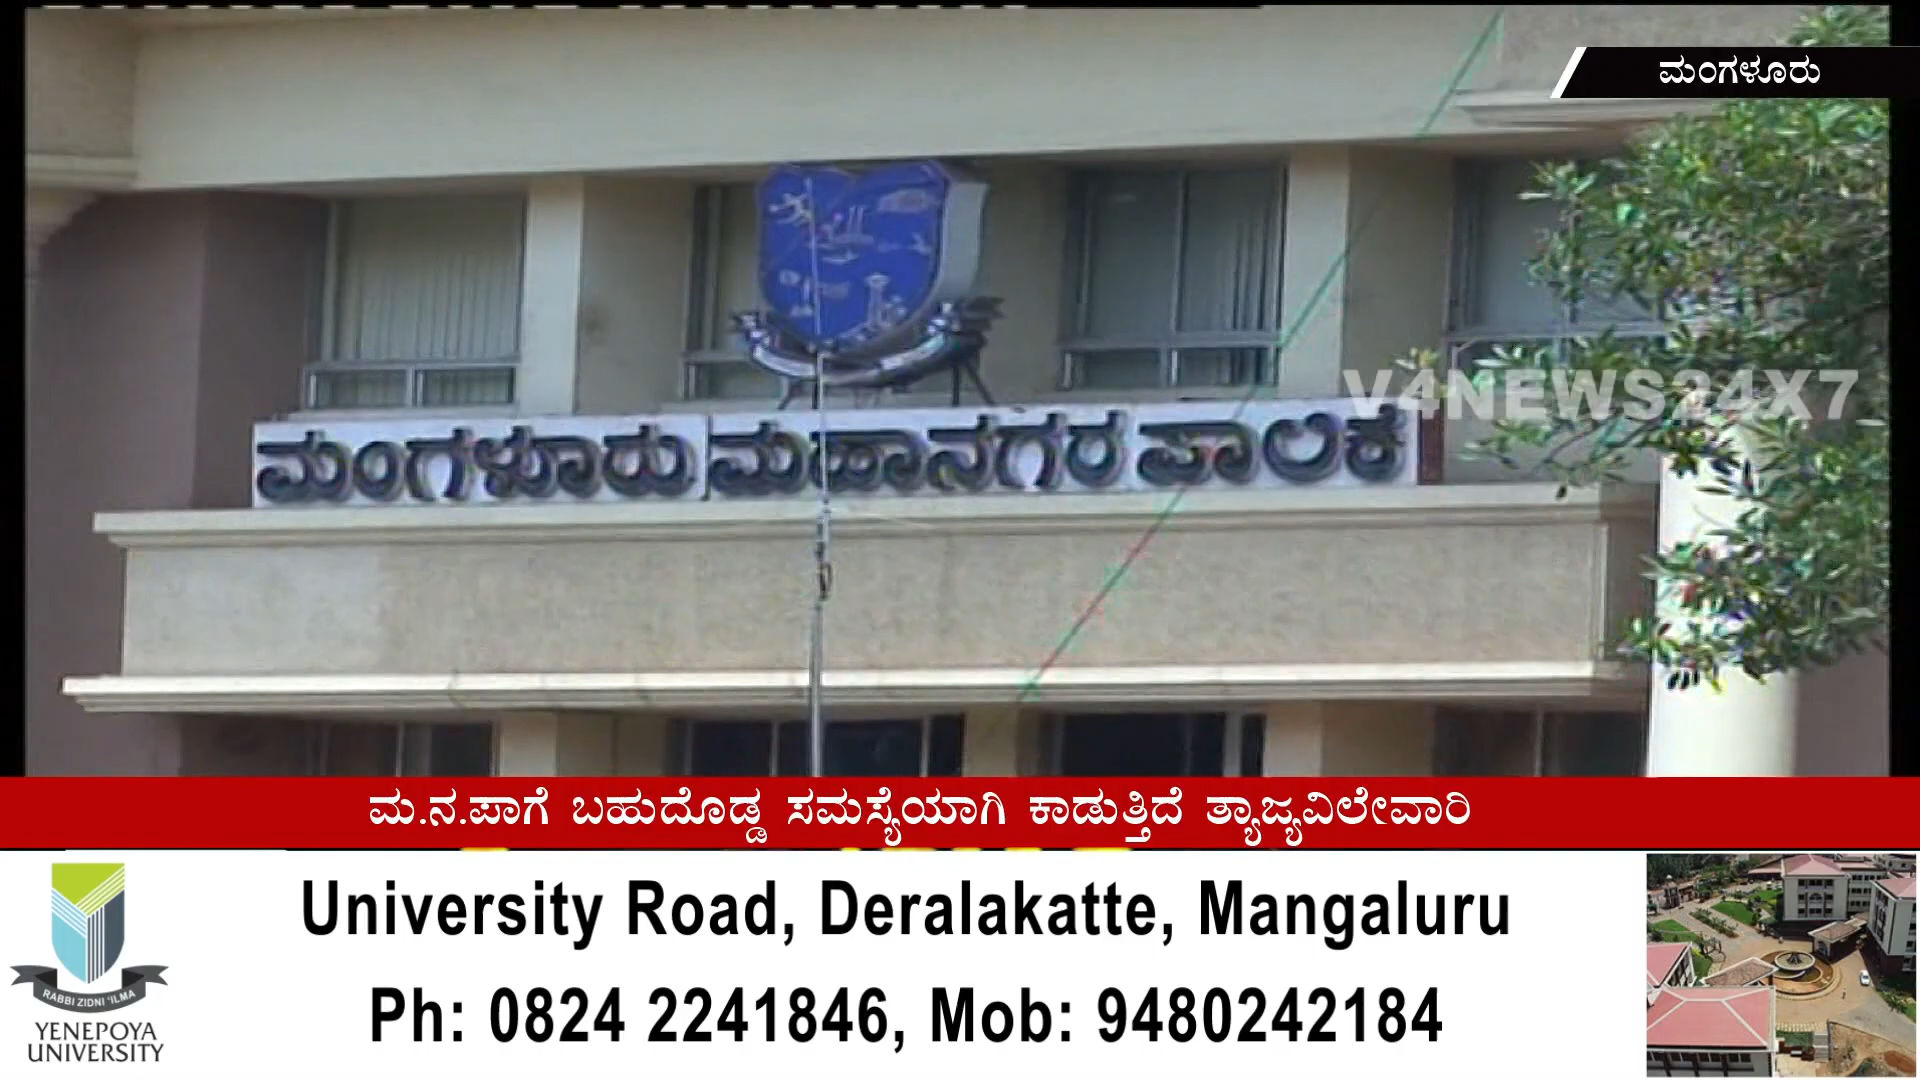 ಮಂಗಳೂರು
V4NEWS24X7
ಮಂಗಳೂರು ಮಹಾನಗರ ಪಾಲಿಕೆ
ಮ.ನ.ಪಾಗೆ ಬಹುದೊಡ್ಡ ಸಮಸ್ಯೆಯಾಗಿ ಕಾಡುತ್ತಿದೆ ತ್ಯಾಜ್ಯವಿಲೇವಾರಿ
University Road, Deralakatte, Mangaluru
Ph: 0824 2241846, Mob: 9480242184
RABBI ZIDNI 'ILMA
YENEPOYA
UNIVERSITY